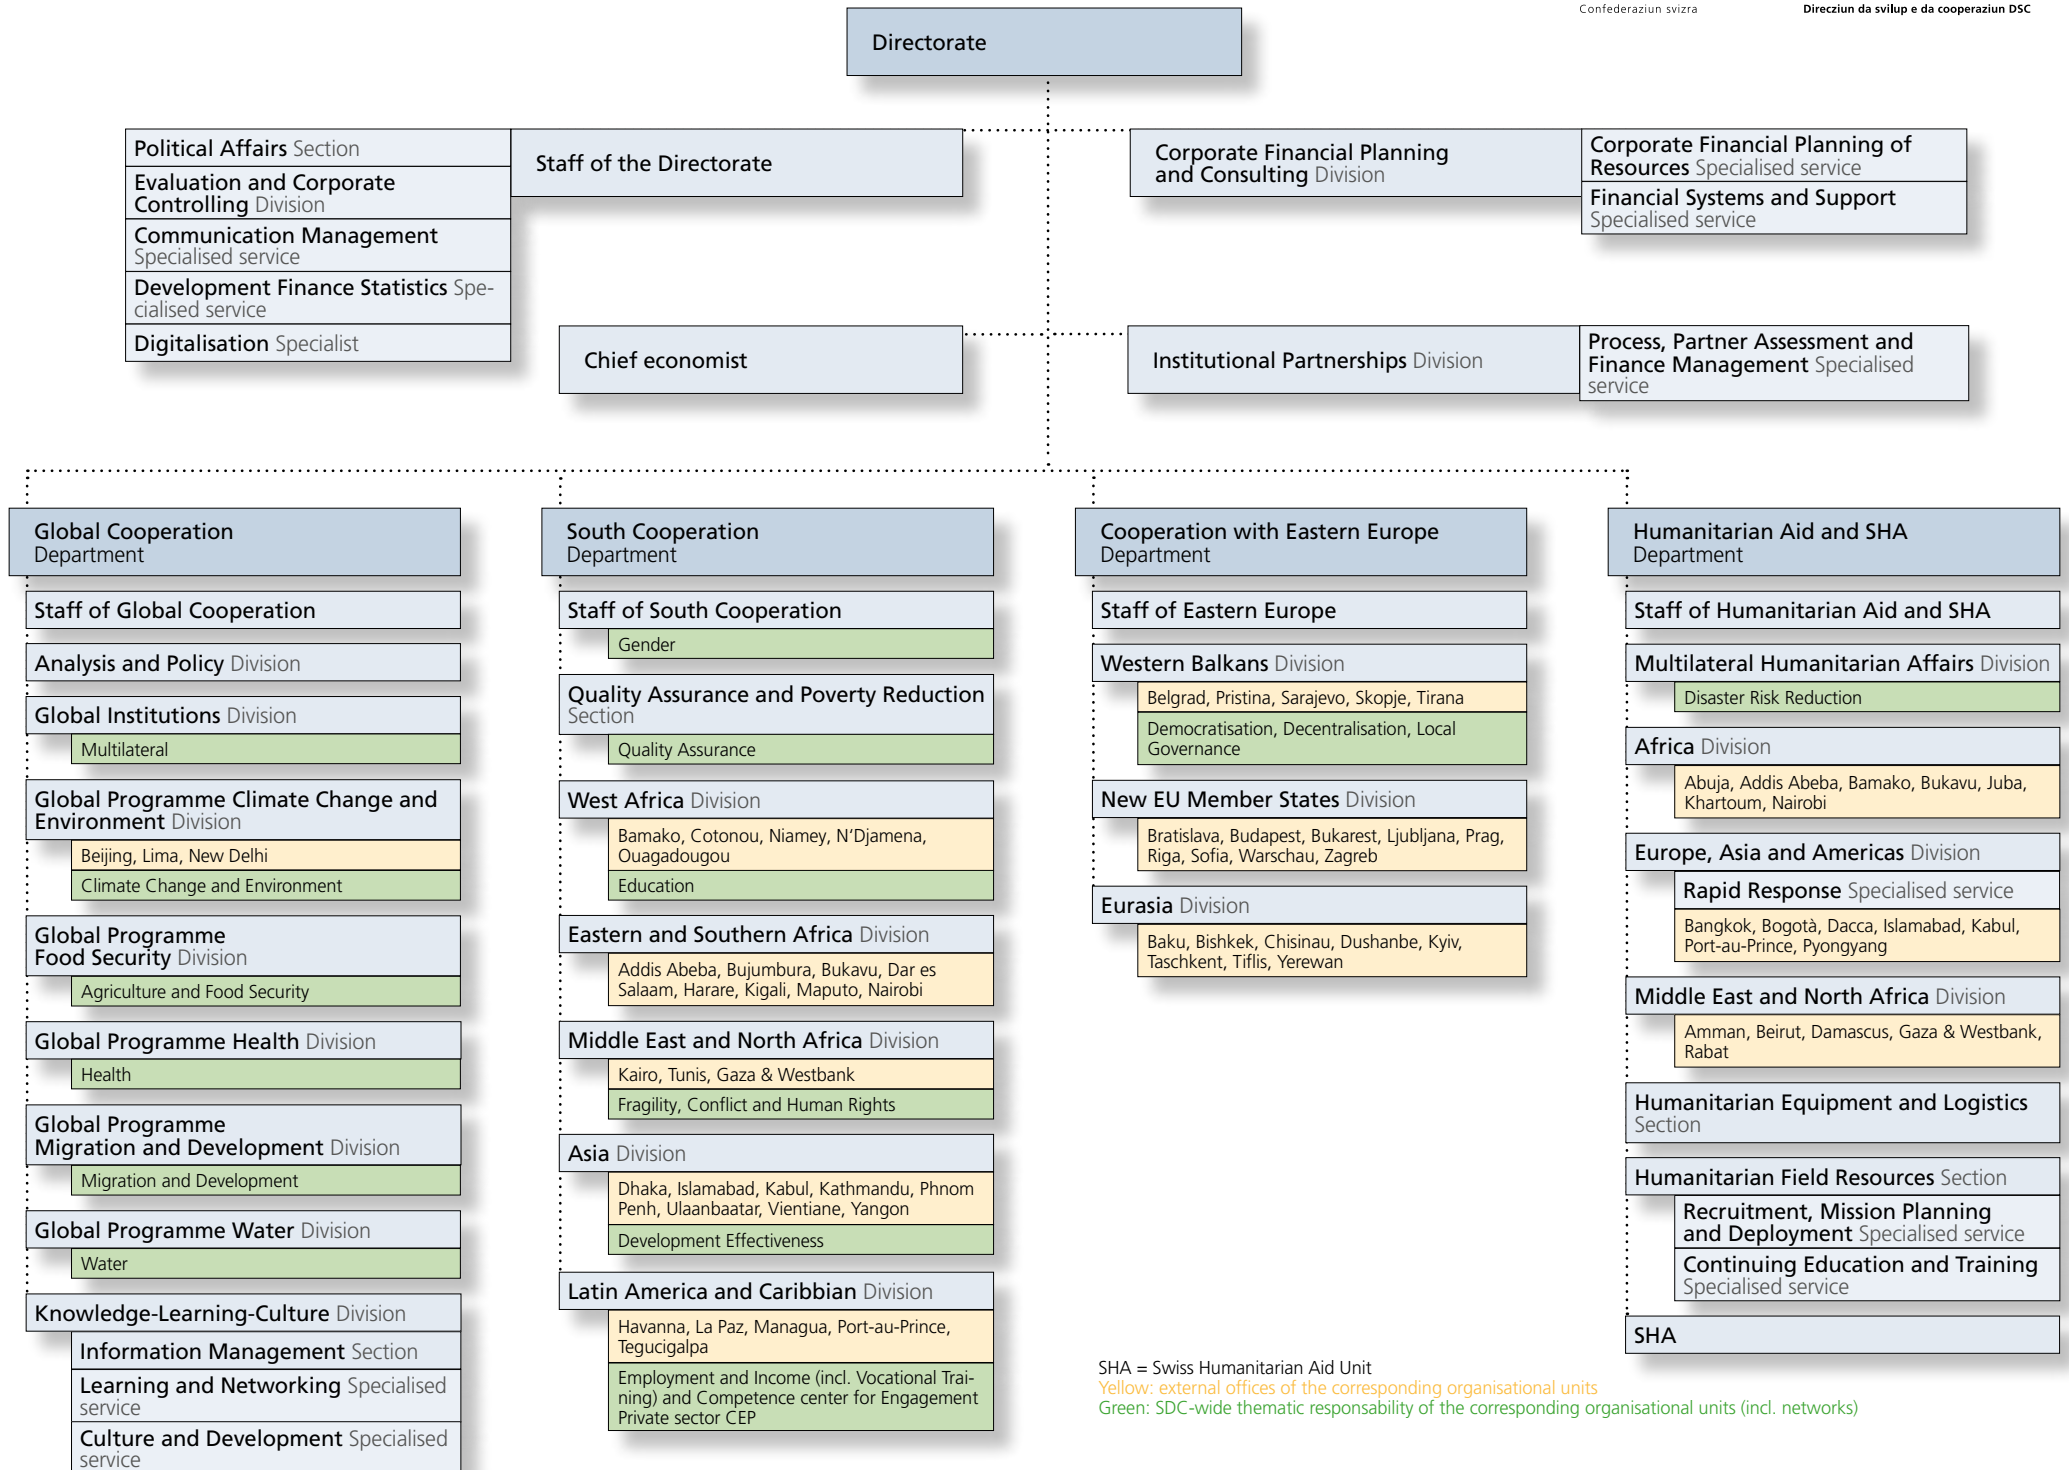 Confederaziun svizra
Direcziun da svilup e da cooperaziun DSC
Directorate
Political Affairs Section
Evaluation and Corporate
Controlling Division
Communication Management
Specialised service
Development Finance Statistics Spe-
cialised service
Digitalisation Specialist
Staff of the Directorate
Corporate Financial Planning
and Consulting Division
Corporate Financial Planning of
Resources Specialised service
Financial Systems and Support
Specialised service
Chief economist
Institutional Partnerships Division
Process, Partner Assessment and
Finance Management Specialised
service
Global Cooperation
Department
Staff of Global Cooperation
Analysis and Policy Division
Global Institutions Division
Multilateral
Global Programme Climate Change and
Environment Division
Beijing, Lima, New Delhi
Climate Change and Environment
Global Programme
Food Security Division
Agriculture and Food Security
Global Programme Health Division
Health
Global Programme
Migration and Development Division
Migration and Development
Global Programme Water Division
Water
Knowledge-Learning-Culture Division
Information Management Section
Learning and Networking Specialised
service
Culture and Development Specialised
service
South Cooperation
Department
Staff of South Cooperation
Gender
Quality Assurance and Poverty Reduction
Section
Quality Assurance
West Africa Division
Bamako, Cotonou, Niamey, N‘Djamena,
Ouagadougou
Education
Eastern and Southern Africa Division
Addis Abeba, Bujumbura, Bukavu, Dar es
Salaam, Harare, Kigali, Maputo, Nairobi
Middle East and North Africa Division
Kairo, Tunis, Gaza & Westbank
Fragility, Conflict and Human Rights
Asia Division
Dhaka, Islamabad, Kabul, Kathmandu, Phnom
Penh, Ulaanbaatar, Vientiane, Yangon
Development Effectiveness
Latin America and Caribbian Division
Havanna, La Paz, Managua, Port-au-Prince,
Tegucigalpa
Employment and Income (incl. Vocational Trai-
ning) and Competence center for Engagement
Private sector CEP
Cooperation with Eastern Europe
Department
Staff of Eastern Europe
Western Balkans Division
Belgrad, Pristina, Sarajevo, Skopje, Tirana
Democratisation, Decentralisation, Local
Governance
New EU Member States Division
Bratislava, Budapest, Bukarest, Ljubljana, Prag,
Riga, Sofia, Warschau, Zagreb
Eurasia Division
Baku, Bishkek, Chisinau, Dushanbe, Kyiv,
Taschkent, Tiflis, Yerewan
Humanitarian Aid and SHA
Department
Staff of Humanitarian Aid and SHA
Multilateral Humanitarian Affairs Division
Disaster Risk Reduction
Africa Division
Abuja, Addis Abeba, Bamako, Bukavu, Juba,
Khartoum, Nairobi
Europe, Asia and Americas Division
Rapid Response Specialised service
Bangkok, Bogotà, Dacca, Islamabad, Kabul,
Port-au-Prince, Pyongyang
Middle East and North Africa Division
Amman, Beirut, Damascus, Gaza & Westbank,
Rabat
Humanitarian Equipment and Logistics
Section
Humanitarian Field Resources Section
Recruitment, Mission Planning
and Deployment Specialised service
Continuing Education and Training
Specialised service
SHA
SHA = Swiss Humanitarian Aid Unit
Yellow: external offices of the corresponding organisational units
Green: SDC-wide thematic responsability of the corresponding organisational units (incl. networks)